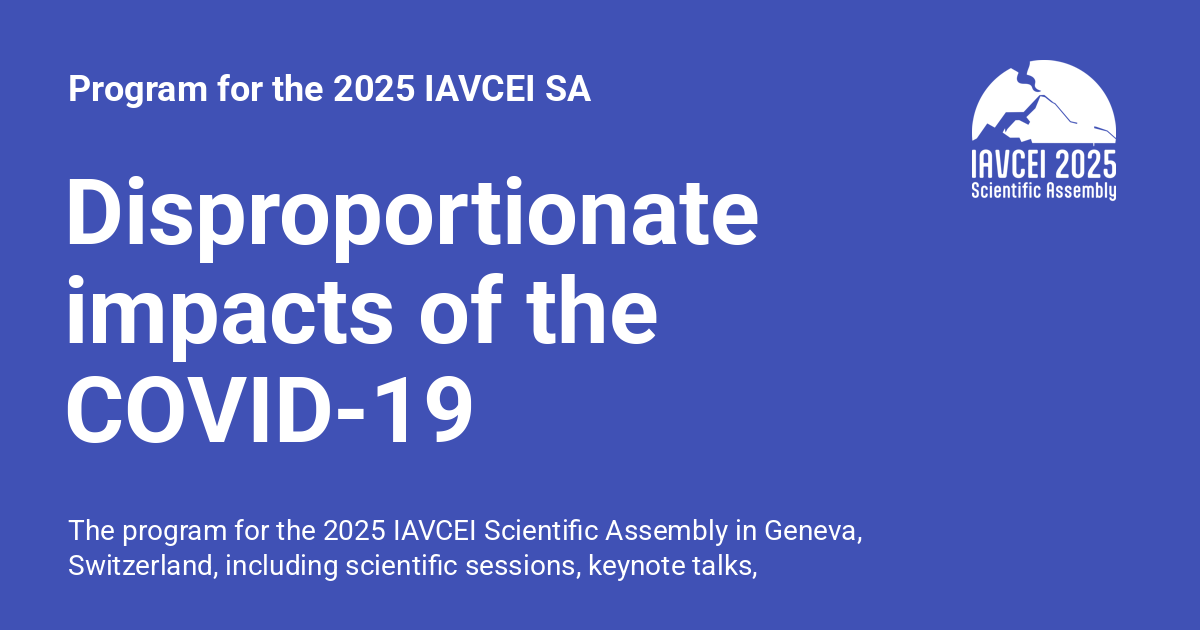 Program for the 2025 IAVCEI SA
IAVCEI 2025
Scientific Assembly
Disproportionate
impacts of the
COVID-19
The program for the 2025 IAVCEI Scientific Assembly in Geneva,
Switzerland, including scientific sessions, keynote talks,